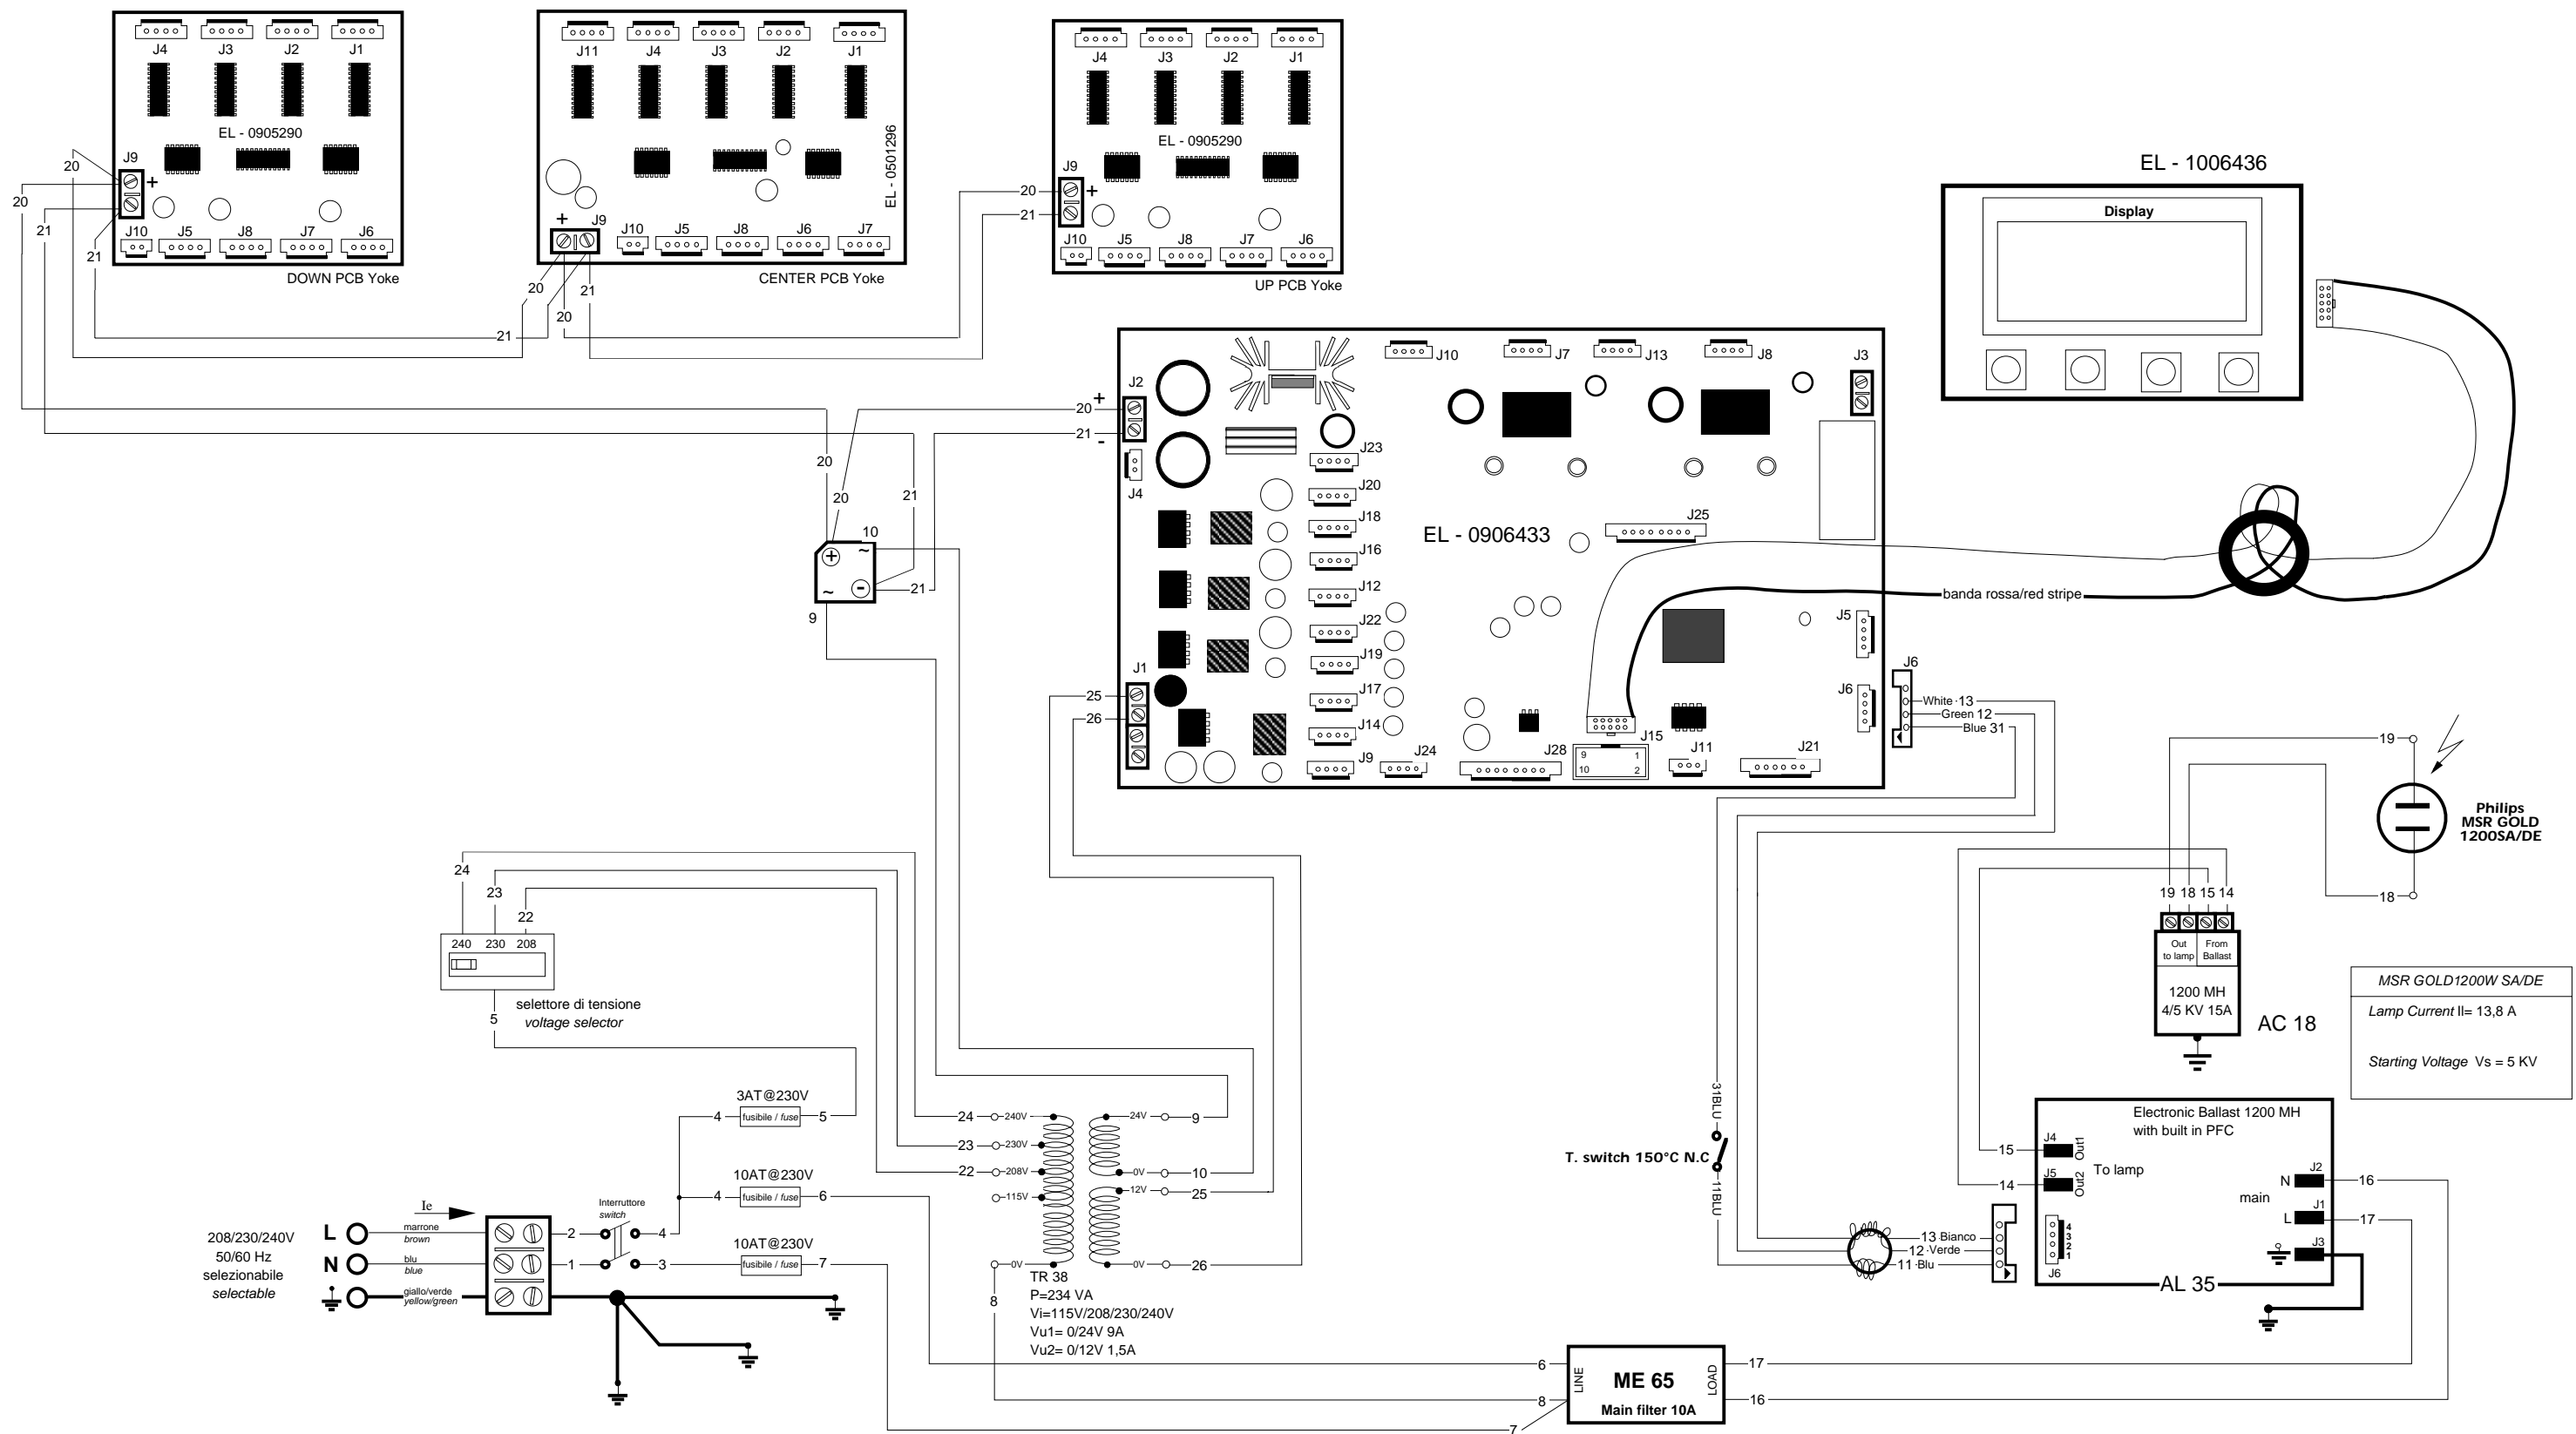 J4 J3 J2 J1
EL - 0905290
J9
+
J10 J5 J8 J7 J6
DOWN PCB Yoke
20
20
21
21
J11 J4 J3 J2 J1
EL - 0501296
+
J9
J10 J5 J8 J6 J7
CENTER PCB Yoke
20
21
20
21
J4 J3 J2 J1
EL - 0905290
J9
+
20
21
J10 J5 J8 J7 J6
UP PCB Yoke
EL - 1006436
Display
J10 J7 J13 J8 J3
J2
+
20
21
-
J4
J23
J20
J18
J16
J12
J22
J19
J17
J14
J9
EL - 0906433
J25
banda rossa/red stripe
J5
J6
J6
White 13
Green 12
Blue 31
J1
25
26
J24 J28 J15 J11 J21
9 1
10 2
20
20
21
10
+ ~
~ -
21
9
19
18
Philips
MSR GOLD
1200SA/DE
19 18 15 14
Out
to lamp
From
Ballast
1200 MH
4/5 KV 15A
AC 18
MSR GOLD1200W SA/DE
Lamp Current Il= 13,8 A
Starting Voltage Vs = 5 KV
24
23
22
240 230 208
selettore di tensione
voltage selector
5
3AT@230V
4 fusibile / fuse 5
10AT@230V
4 fusibile / fuse 6
10AT@230V
3 fusibile / fuse 7
Interruttore
switch
2
4
1
Ie
208/230/240V
50/60 Hz
selezionabile
selectable
L
marrone
brown
N
blu
blue
giallo/verde
yellow/green
24 240V
23 230V
22 208V
115V
0V
8
24V 9
0V 10
12V 25
0V 26
TR 38
P=234 VA
Vi=115V/208/230/240V
Vu1= 0/24V 9A
Vu2= 0/12V 1,5A
31BLU
T. switch 150°C N.C
11BLU
13 Bianco
12 Verde
11 Blu
Electronic Ballast 1200 MH
with built in PFC
15
J4
Out1
14
J5
Out2
To lamp
J2
N
16
main
J1
L
17
J3
4
3
2
1
J6
AL 35
6
8
7
LINE
ME 65
Main filter 10A
LOAD
17
16